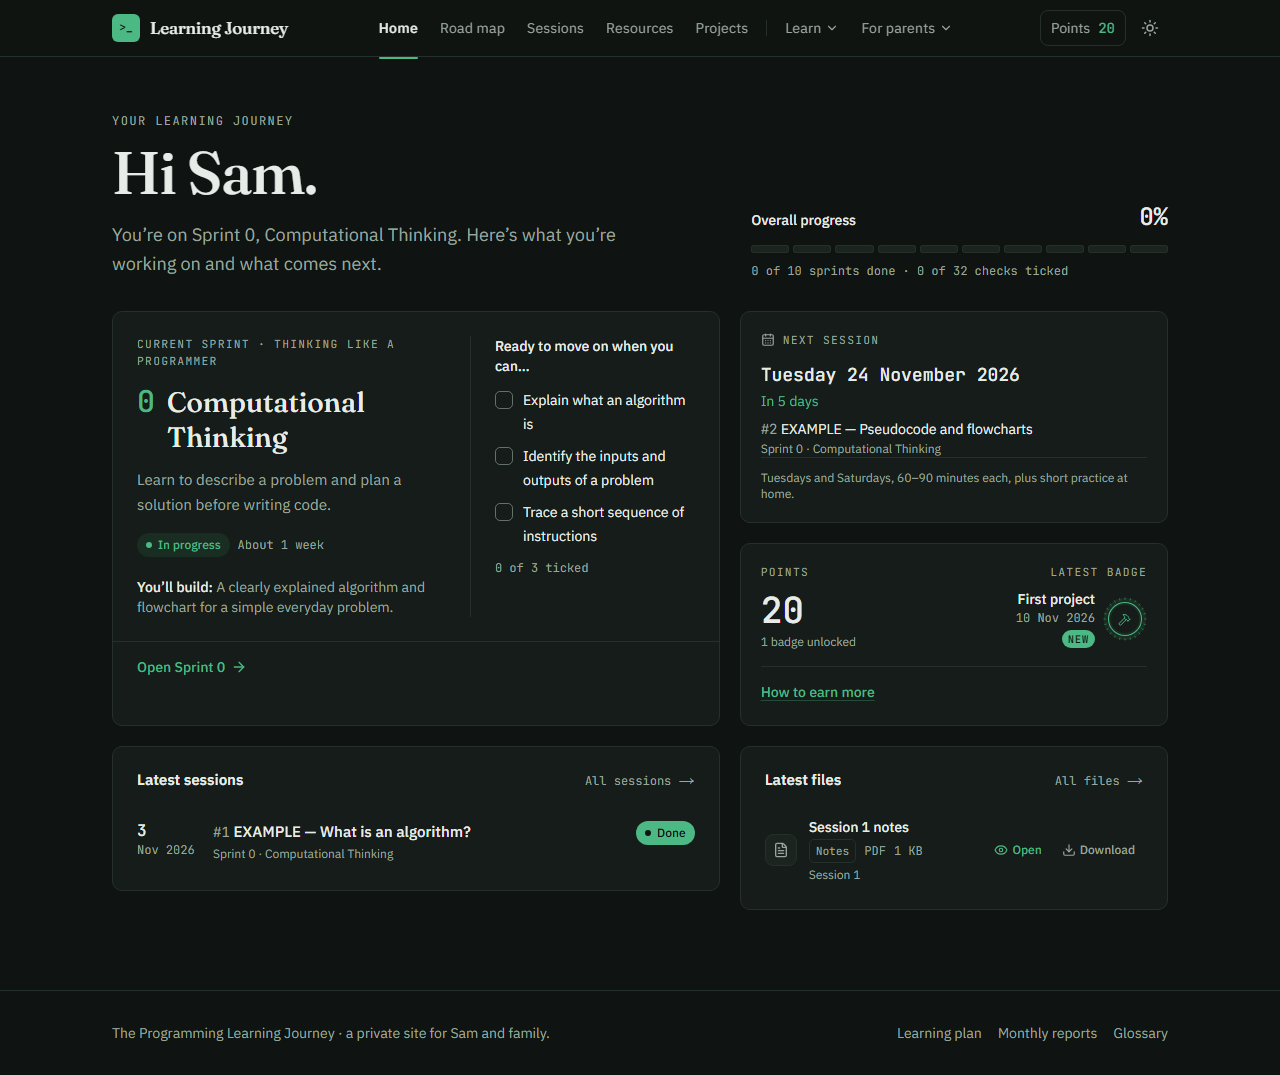 >_ Learning Journey
Home
Road map
Sessions
Resources
Projects
Learn
For parents
Points 20
YOUR LEARNING JOURNEY
Hi Sam.
You’re on Sprint 0, Computational Thinking. Here’s what you’re
working on and what comes next.
Overall progress
0%
0 of 10 sprints done · 0 of 32 checks ticked
CURRENT SPRINT · THINKING LIKE A
PROGRAMMER
0 Computational
Thinking
Learn to describe a problem and plan a
solution before writing code.
In progress
About 1 week
You’ll build: A clearly explained algorithm and
flowchart for a simple everyday problem.
Ready to move on when you
can…
Explain what an algorithm
is
Identify the inputs and
outputs of a problem
Trace a short sequence of
instructions
0 of 3 ticked
Open Sprint 0 →
NEXT SESSION
Tuesday 24 November 2026
In 5 days
#2 EXAMPLE — Pseudocode and flowcharts
Sprint 0 · Computational Thinking
Tuesdays and Saturdays, 60–90 minutes each, plus short practice at
home.
POINTS
20
1 badge unlocked
LATEST BADGE
First project
10 Nov 2026
NEW
How to earn more
Latest sessions
All sessions →
3
Nov 2026
#1 EXAMPLE — What is an algorithm?
Sprint 0 · Computational Thinking
Done
Latest files
All files →
Session 1 notes
Notes PDF 1 KB
Session 1
Open
Download
The Programming Learning Journey · a private site for Sam and family.
Learning plan
Monthly reports
Glossary